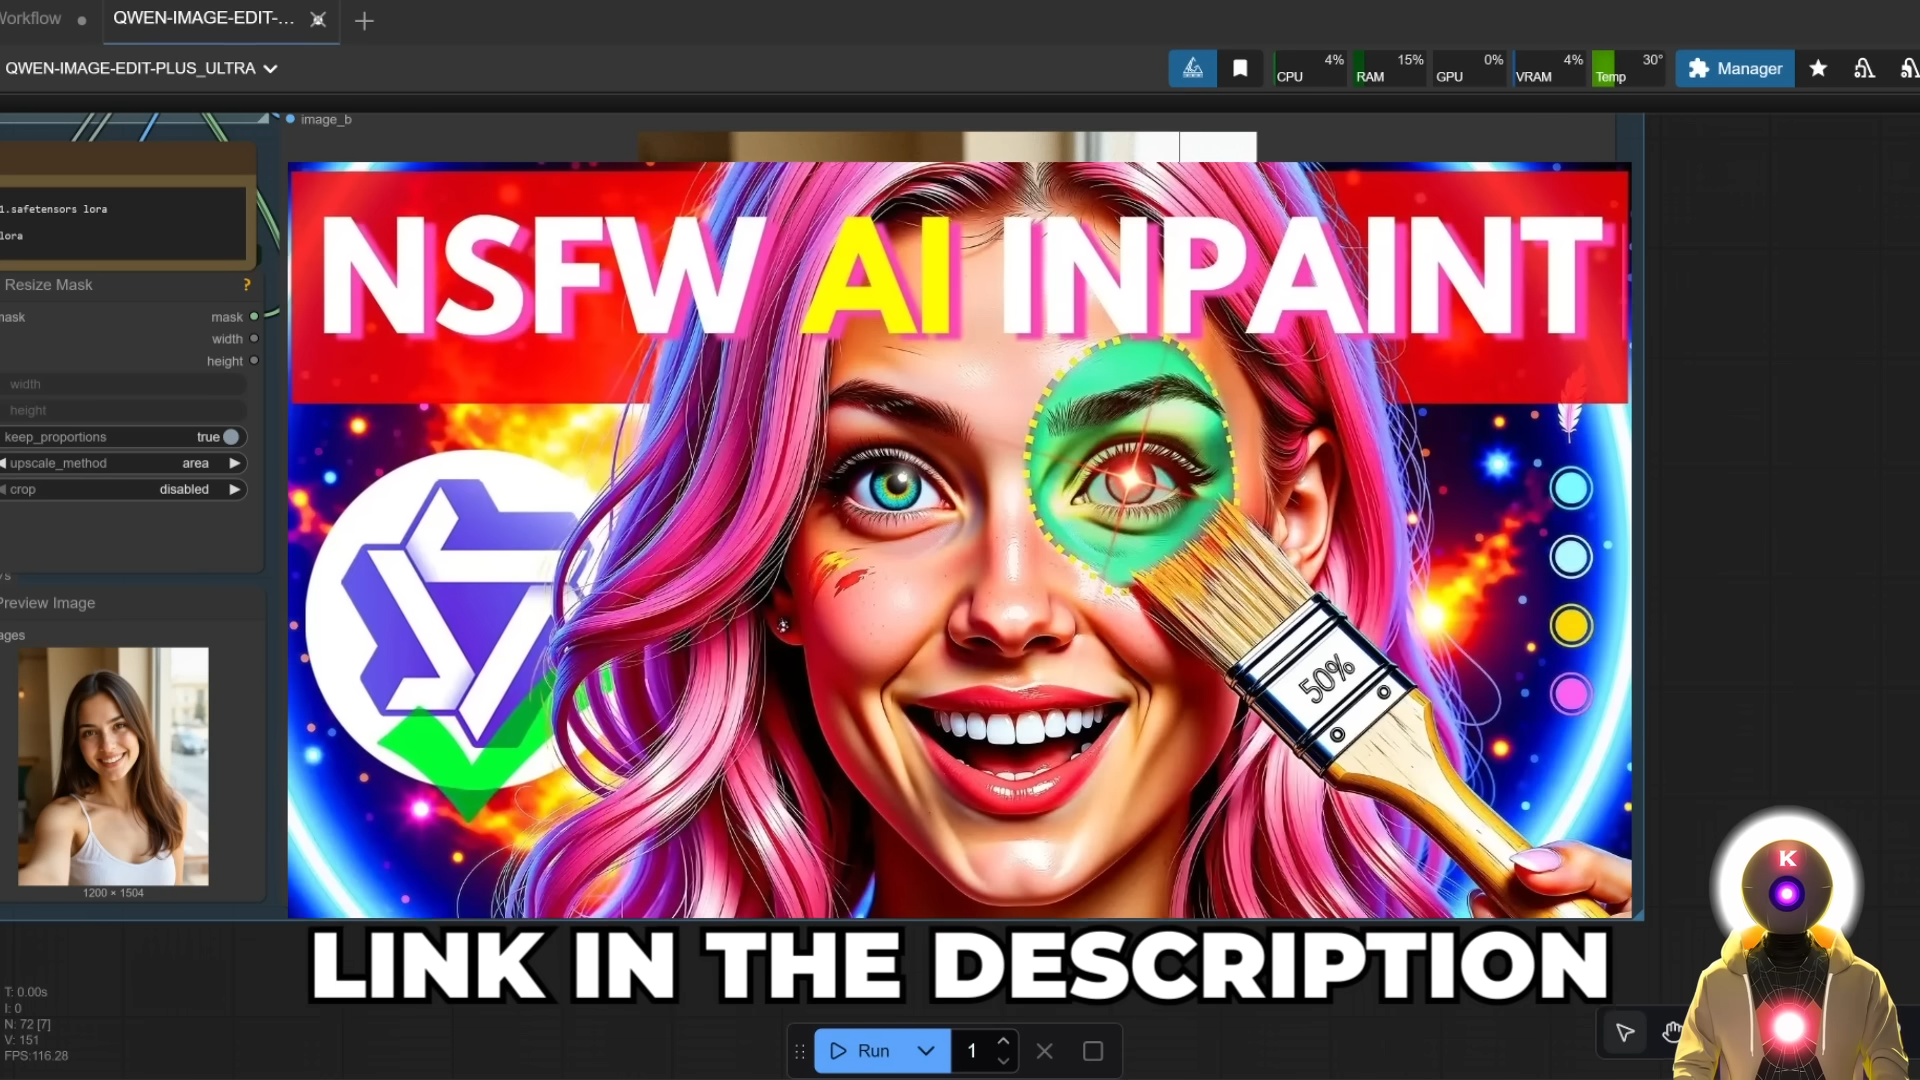 Workflow
QWEN-IMAGE-EDIT-...
QWEN-IMAGE-EDIT-PLUS_ULTRA
CPU 4%
RAM 15%
GPU 0%
VRAM 4%
Temp 30°
Manager
image_b
NSFW AI INPAINT
1.safetensors lora
lora
Resize Mask ?
mask mask
width
height
width
height
keep_proportions true
upscale_method area
crop disabled
Preview Image
ages
1200 × 1504
50%
K
LINK IN THE DESCRIPTION
T: 0.00s
I: 0
N: 72 [7]
V: 151
FPS:116.28
Run 1